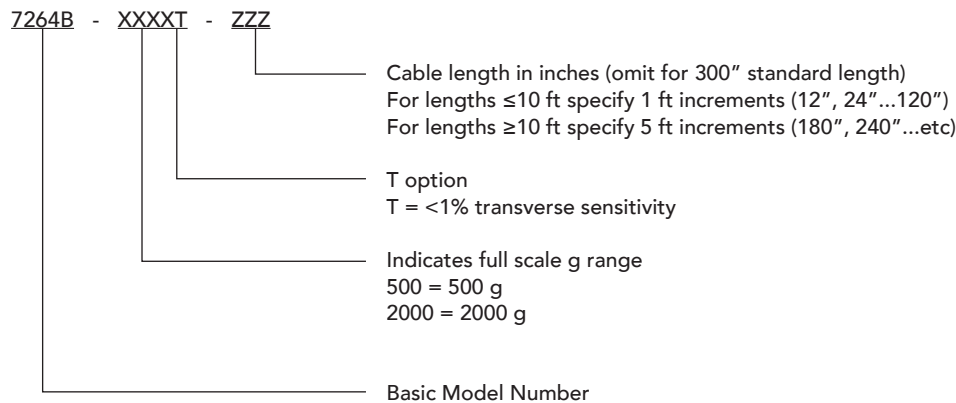 7264B - XXXXT - ZZZ
Cable length in inches (omit for 300″ standard length)
For lengths ≤10 ft specify 1 ft increments (12″, 24″...120″)
For lengths ≥10 ft specify 5 ft increments (180″, 240″...etc)
T option
T = <1% transverse sensitivity
Indicates full scale g range
500 = 500 g
2000 = 2000 g
Basic Model Number